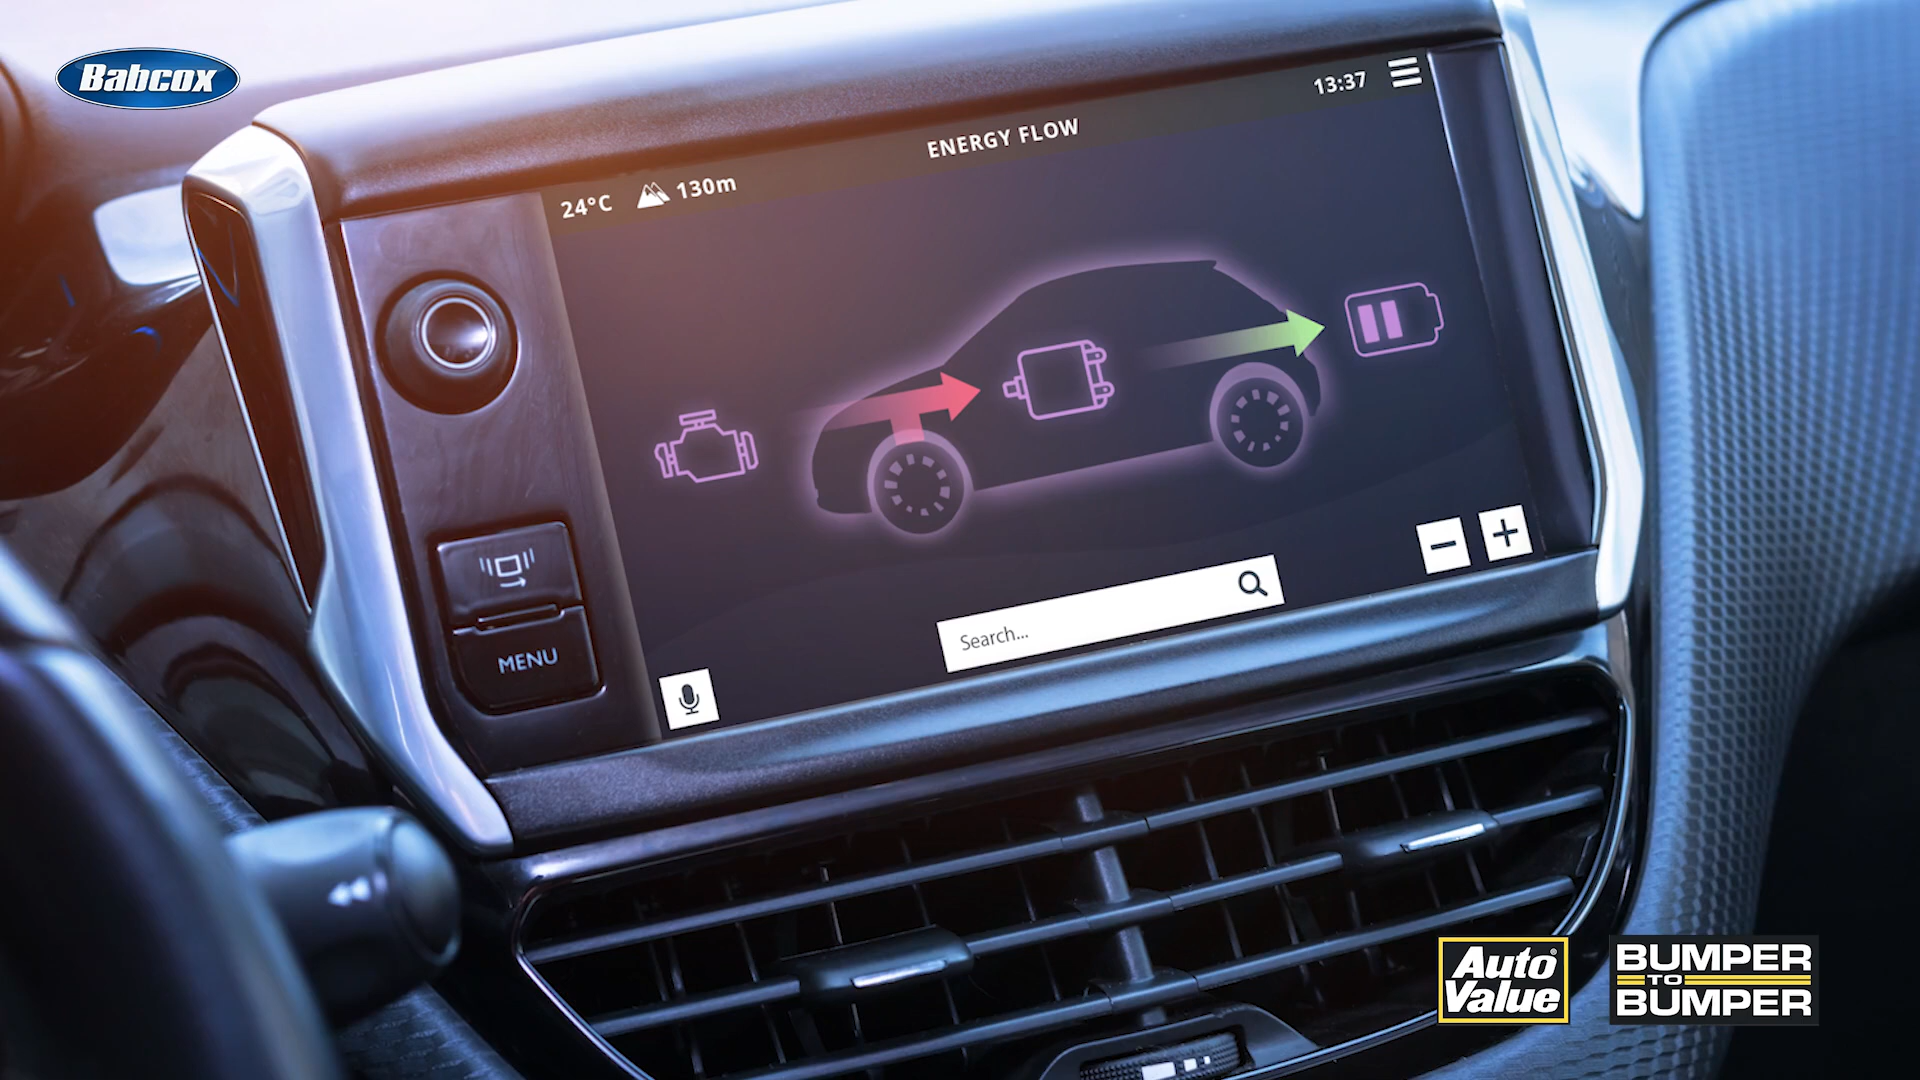 Babcox
13:37
ENERGY FLOW
24°C 130m
Search...
MENU
Auto
Value
BUMPER
TO
BUMPER